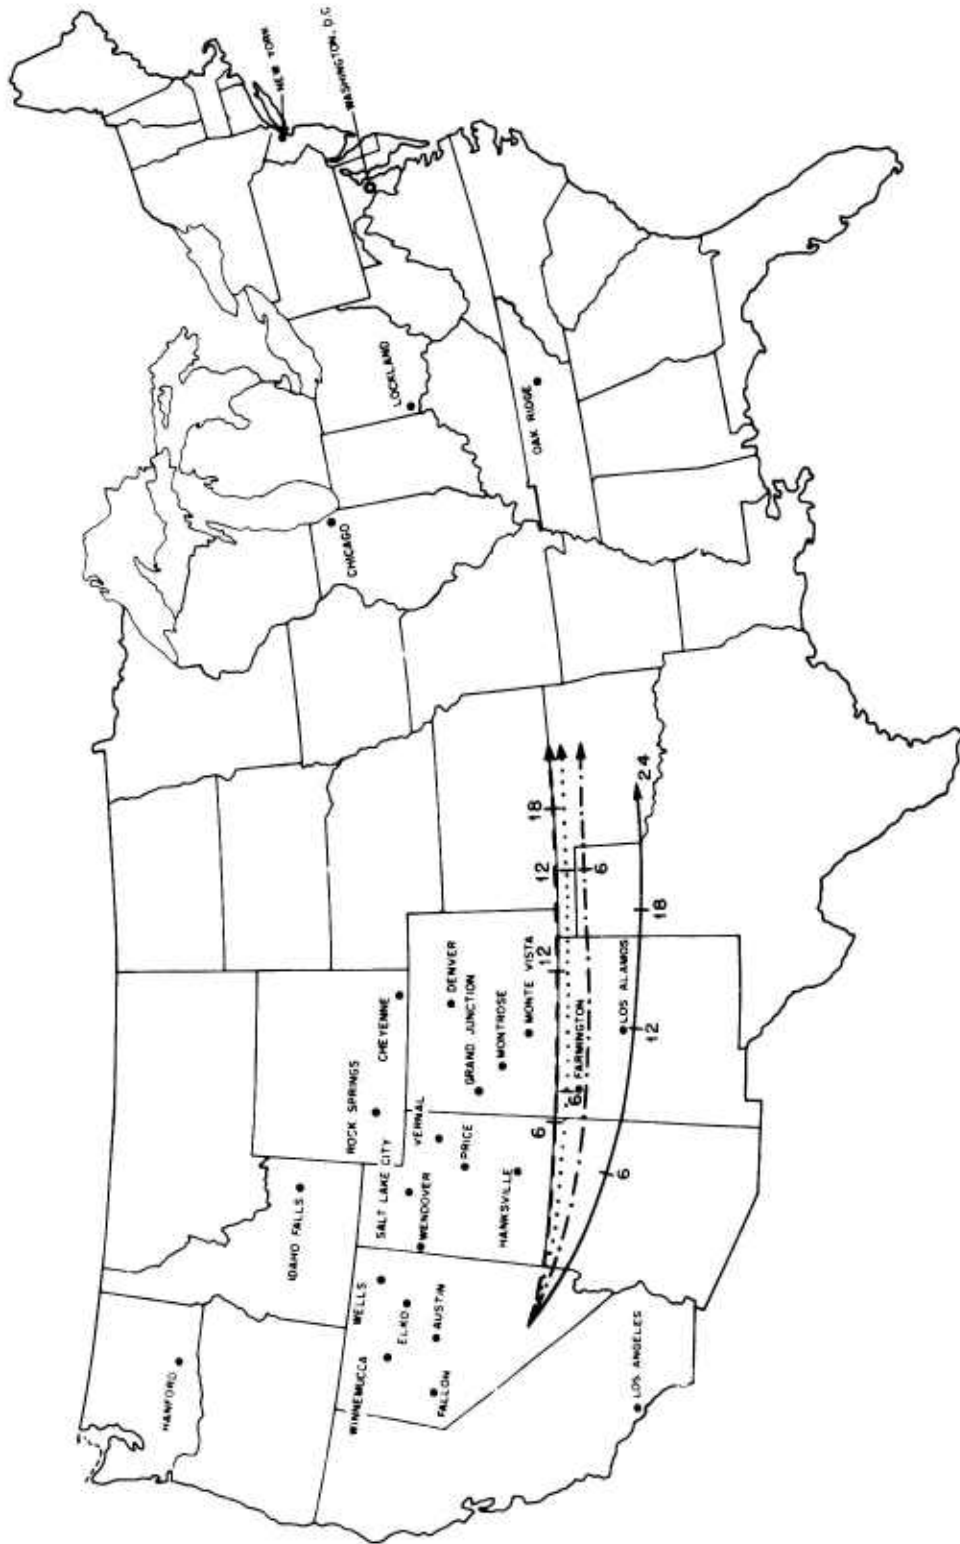 HANFORD
IDAHO FALLS
ROCK SPRINGS
CHEYENNE
WINNEMUCCA
WELLS
ELKO
AUSTIN
FALLON
SALT LAKE CITY
WENDOVER
VERNAL
PRICE
HANKSVILLE
DENVER
GRAND JUNCTION
MONTROSE
MONTE VISTA
FARMINGTON
LOS ALAMOS
LOS ANGELES
CHICAGO
LOCKLAND
OAK RIDGE
NEW YORK
WASHINGTON, D.C
6
12
18
6
12
6
6
12
18
24